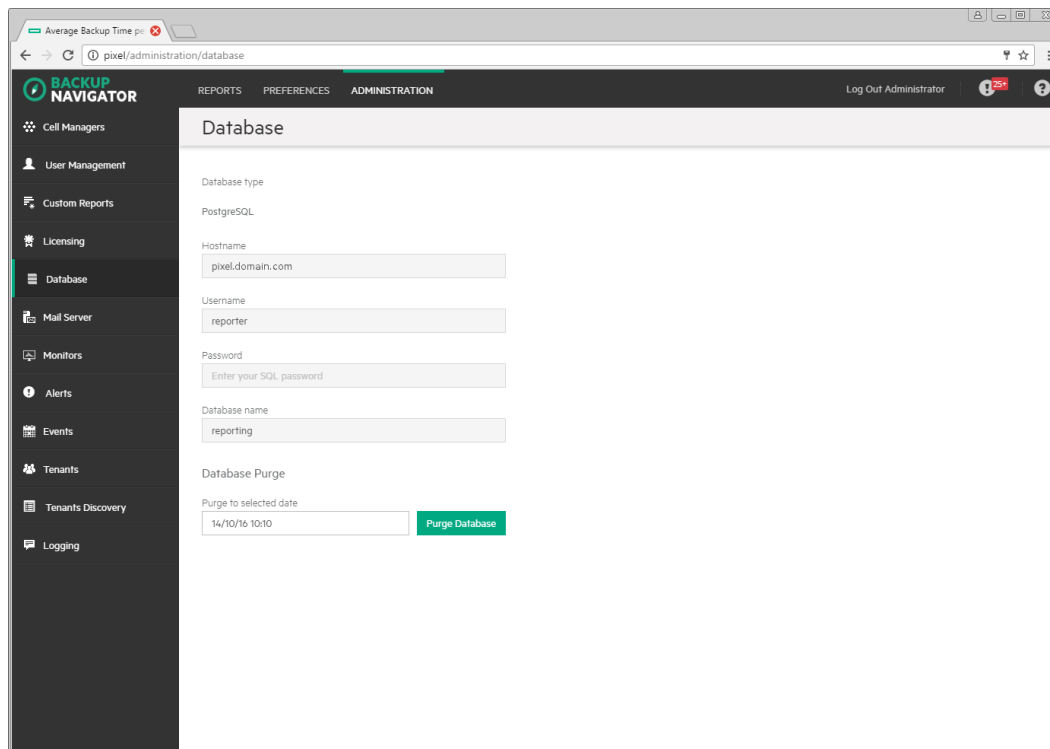 Average Backup Time pe
pixel/administration/database
BACKUP
NAVIGATOR
REPORTS PREFERENCES ADMINISTRATION Log Out Administrator 25+
Cell Managers
User Management
Custom Reports
Licensing
Database
Mail Server
Monitors
Alerts
Events
Tenants
Tenants Discovery
Logging
Database
Database type
PostgreSQL
Hostname
pixel.domain.com
Username
reporter
Password
Enter your SQL password
Database name
reporting
Database Purge
Purge to selected date
14/10/16 10:10 Purge Database